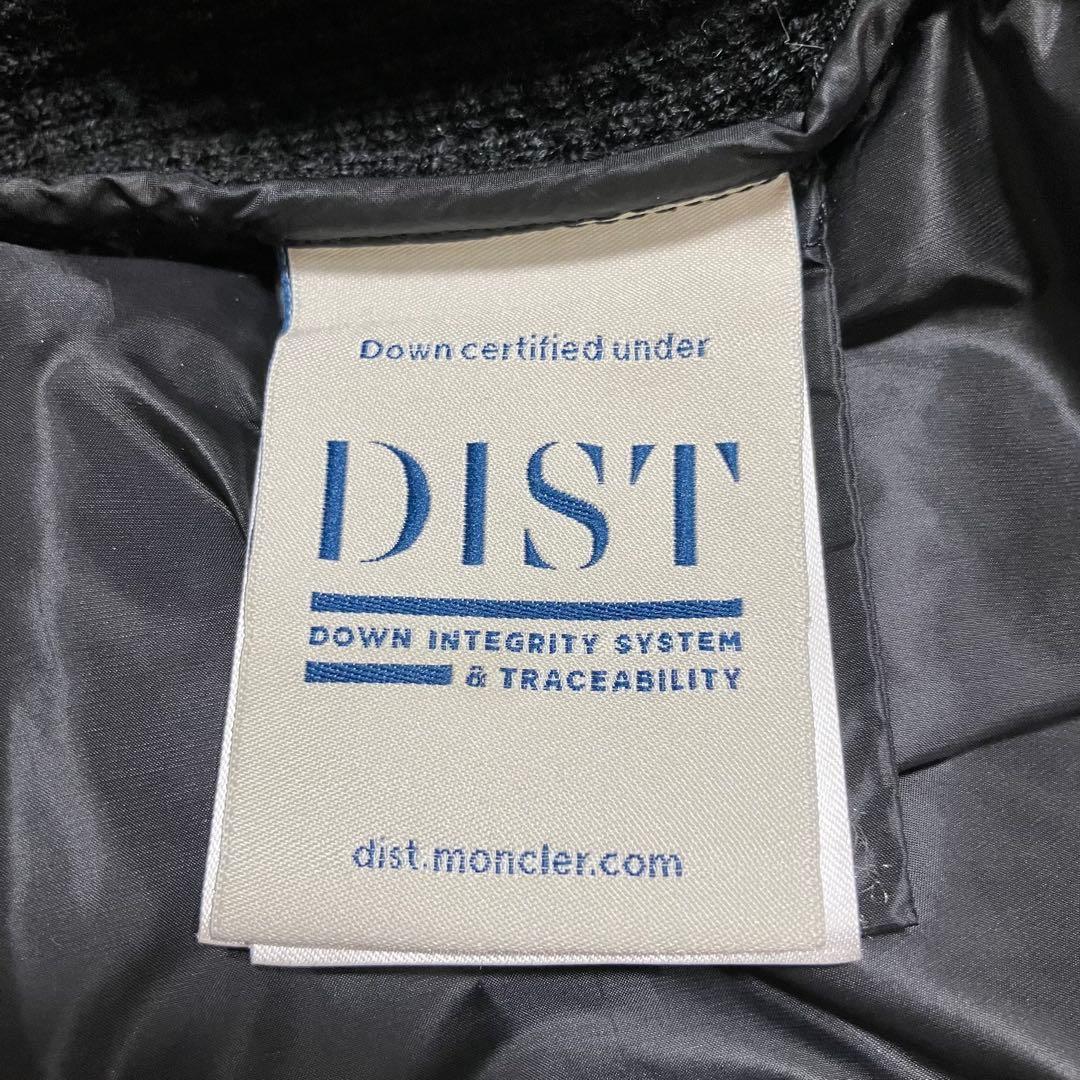 Down certified under
DIST
DOWN INTEGRITY SYSTEM
& TRACEABILITY
dist.moncler.com